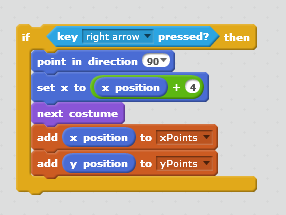 if key right arrow pressed? then
point in direction 90
set x to x position + 4
next costume
add x position to xPoints
add y position to yPoints